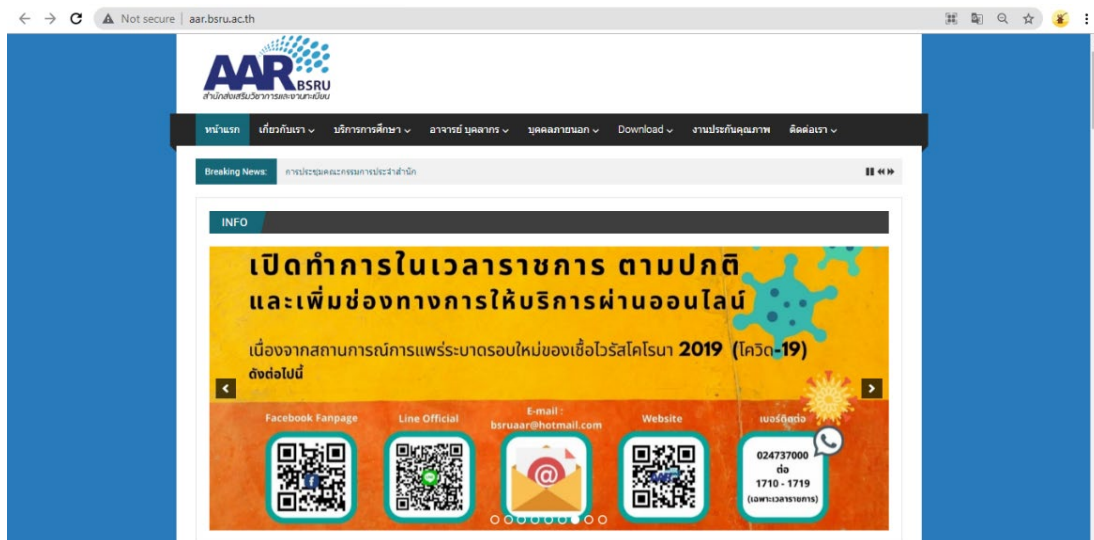 Not secure
aar.bsru.ac.th
AAR BSRU
สำนักส่งเสริมวิชาการและงานทะเบียน
หน้าแรก เกี่ยวกับเรา บริการการศึกษา อาจารย์ บุคลากร บุคคลภายนอก Download งานประกันคุณภาพ ติดต่อเรา
Breaking News: การประชุมคณะกรรมการประจำสำนัก
INFO
เปิดทำการในเวลาราชการ ตามปกติ
และเพิ่มช่องทางการให้บริการผ่านออนไลน์
เนื่องจากสถานการณ์การแพร่ระบาดรอบใหม่ของเชื้อไวรัสโคโรนา 2019 (โควิด-19)
ดังต่อไปนี้
Facebook Fanpage
Line Official
E-mail :
bsruaar@hotmail.com
Website
เบอร์ติดต่อ
AAR
024737000
ต่อ
1710 - 1719
(เฉพาะเวลาราชการ)